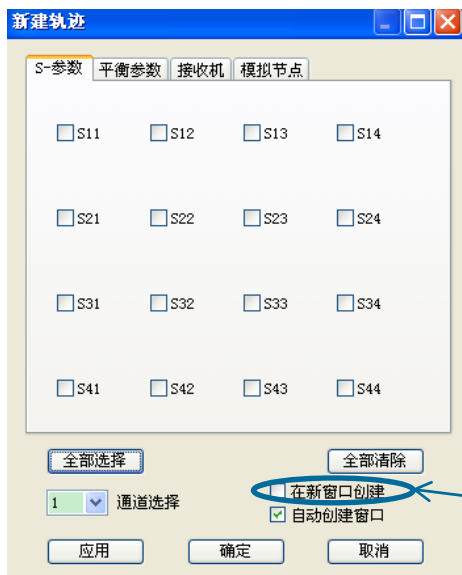 新建轨迹
S-参数 平衡参数 接收机 模拟节点
S11 S12 S13 S14
S21 S22 S23 S24
S31 S32 S33 S34
S41 S42 S43 S44
全部选择 全部清除
1 通道选择 在新窗口创建
自动创建窗口
应用 确定 取消